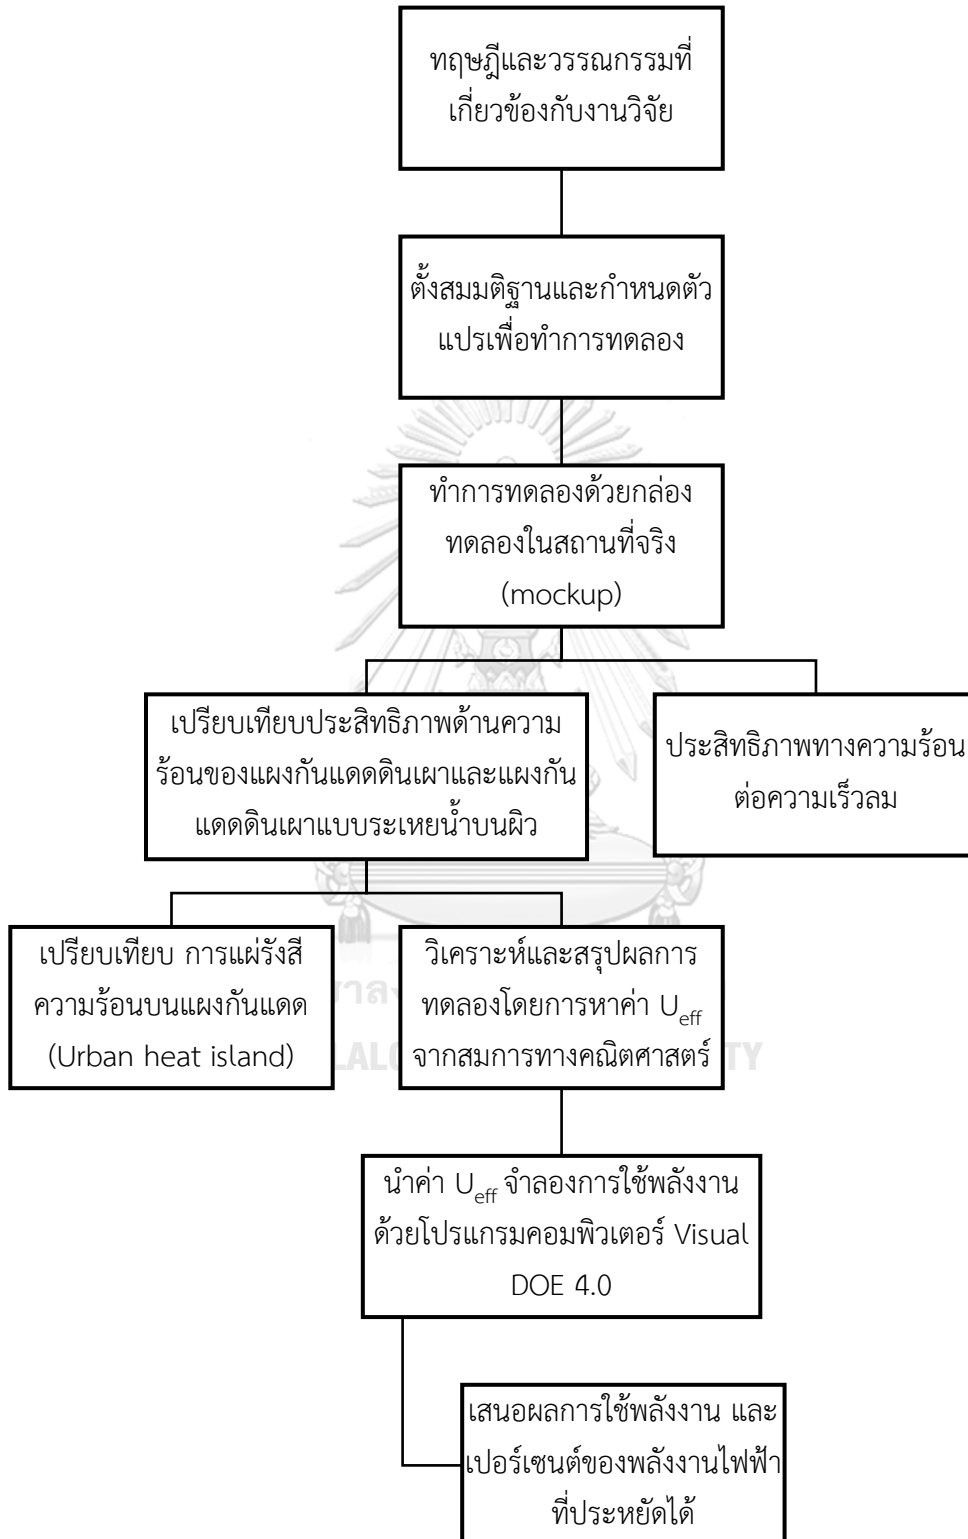 ทฤษฎีและวรรณกรรมที่
เกี่ยวข้องกับงานวิจัย
ตั้งสมมติฐานและกำหนดตัว
แปรเพื่อทำการทดลอง
ทำการทดลองด้วยกล่อง
ทดลองในสถานที่จริง
(mockup)
เปรียบเทียบประสิทธิภาพด้านความ
ร้อนของแผงกันแดดดินเผาและแผงกัน
แดดดินเผาแบบระเหยน้ำบนผิว
ประสิทธิภาพทางความร้อน
ต่อความเร็วลม
เปรียบเทียบ การแผ่รังสี
ความร้อนบนแผงกันแดด
(Urban heat island)
วิเคราะห์และสรุปผลการ
ทดลองโดยการหาค่า U_eff
จากสมการทางคณิตศาสตร์
นำค่า U_eff จำลองการใช้พลังงาน
ด้วยโปรแกรมคอมพิวเตอร์ Visual
DOE 4.0
เสนอผลการใช้พลังงาน และ
เปอร์เซนต์ของพลังงานไฟฟ้า
ที่ประหยัดได้